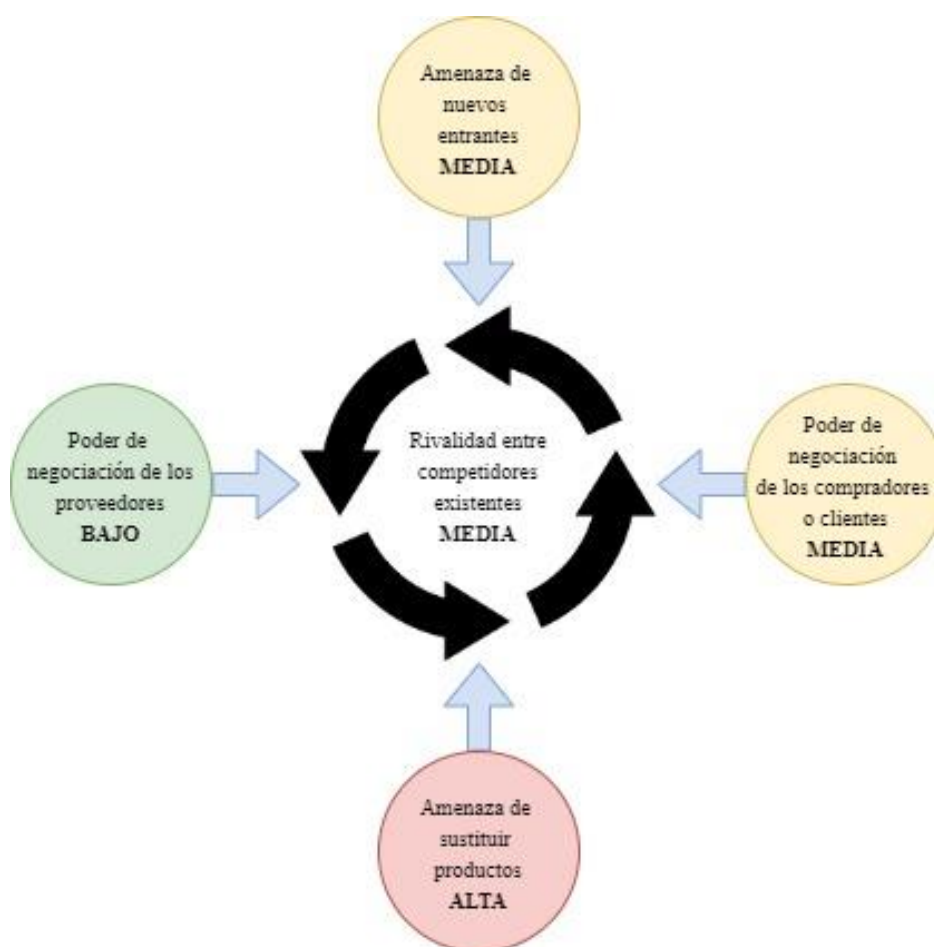 Amenaza de
nuevos
entrantes
MEDIA
Poder de
negociación de los
proveedores
BAJO
Rivalidad entre
competidores
existentes
MEDIA
Poder de
negociación
de los compradores
o clientes
MEDIA
Amenaza de
sustituir
productos
ALTA